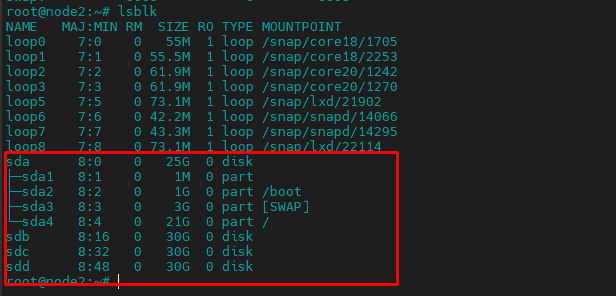 root@node2:~# lsblk
NAME MAJ:MIN RM SIZE RO TYPE MOUNTPOINT
loop0 7:0 0 55M 1 loop /snap/core18/1705
loop1 7:1 0 55.5M 1 loop /snap/core18/2253
loop2 7:2 0 61.9M 1 loop /snap/core20/1242
loop3 7:3 0 61.9M 1 loop /snap/core20/1270
loop5 7:5 0 73.1M 1 loop /snap/lxd/21902
loop6 7:6 0 42.2M 1 loop /snap/snapd/14066
loop7 7:7 0 43.3M 1 loop /snap/snapd/14295
loop8 7:8 0 73.1M 1 loop /snap/lxd/22114
sda 8:0 0 25G 0 disk
├─sda1 8:1 0 1M 0 part
├─sda2 8:2 0 1G 0 part /boot
├─sda3 8:3 0 3G 0 part [SWAP]
└─sda4 8:4 0 21G 0 part /
sdb 8:16 0 30G 0 disk
sdc 8:32 0 30G 0 disk
sdd 8:48 0 30G 0 disk
root@node2:~#